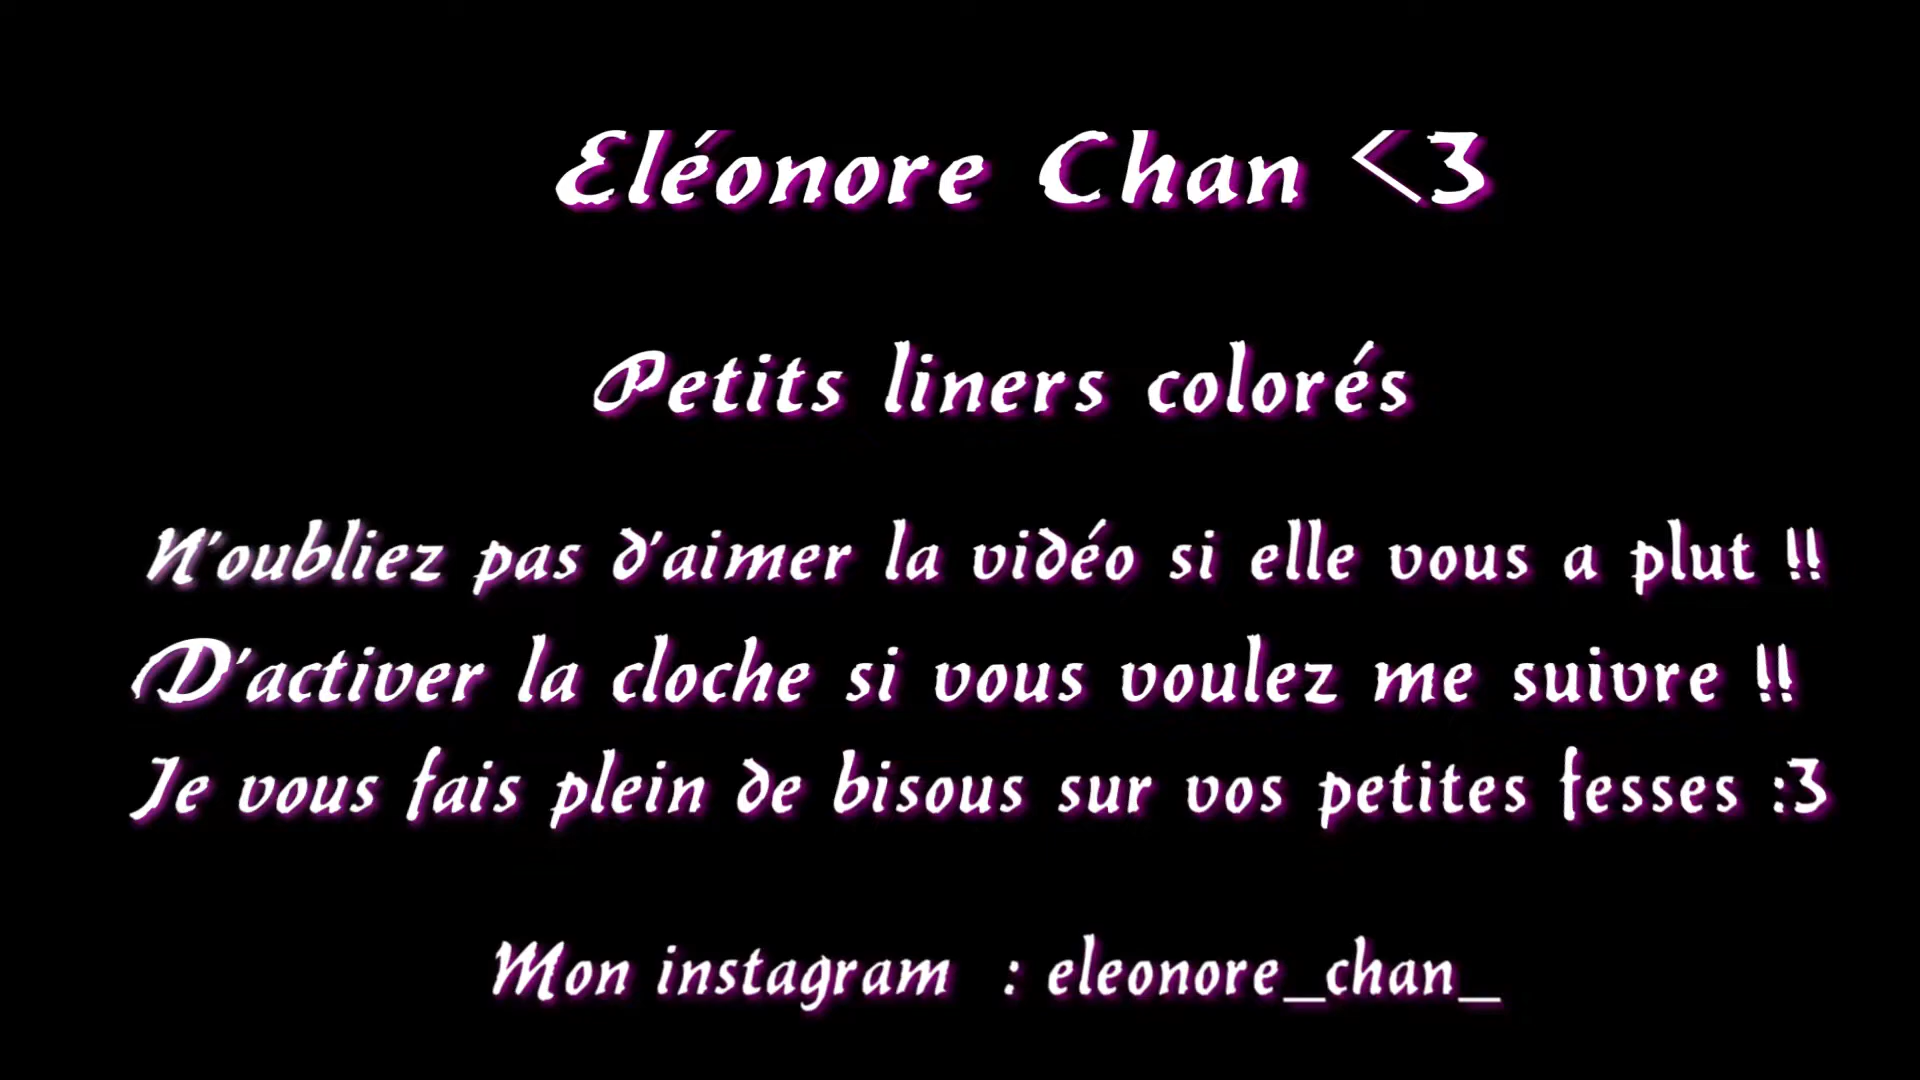 Eléonore Chan <3
Petits liners colorés
N'oubliez pas d'aimer la vidéo si elle vous a plut !!
D'activer la cloche si vous voulez me suivre !!
Je vous fais plein de bisous sur vos petites fesses :3
Mon instagram  : eleonore_chan_